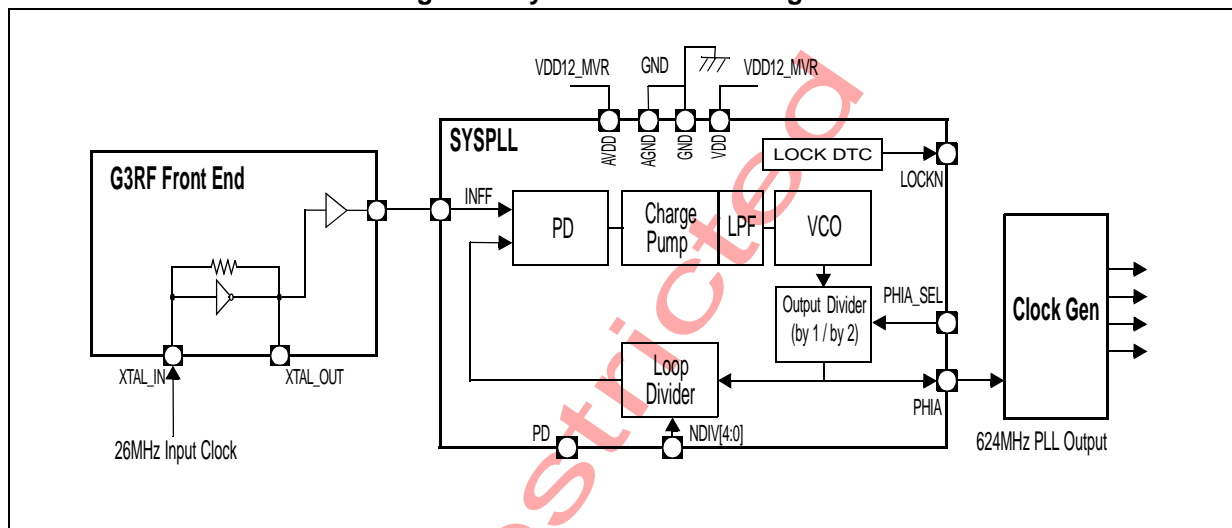 VDD12_MVR
GND
VDD12_MVR
SYSPLL
AVDD
AGND
GND
VDD
LOCK DTC
LOCKN
G3RF Front End
INFF
PD
Charge
Pump
LPF
VCO
PHIA_SEL
Output Divider
(by 1 / by 2)
Clock Gen
XTAL_IN
XTAL_OUT
Loop
Divider
PHIA
PD
NDIV[4:0]
26MHz Input Clock
624MHz PLL Output